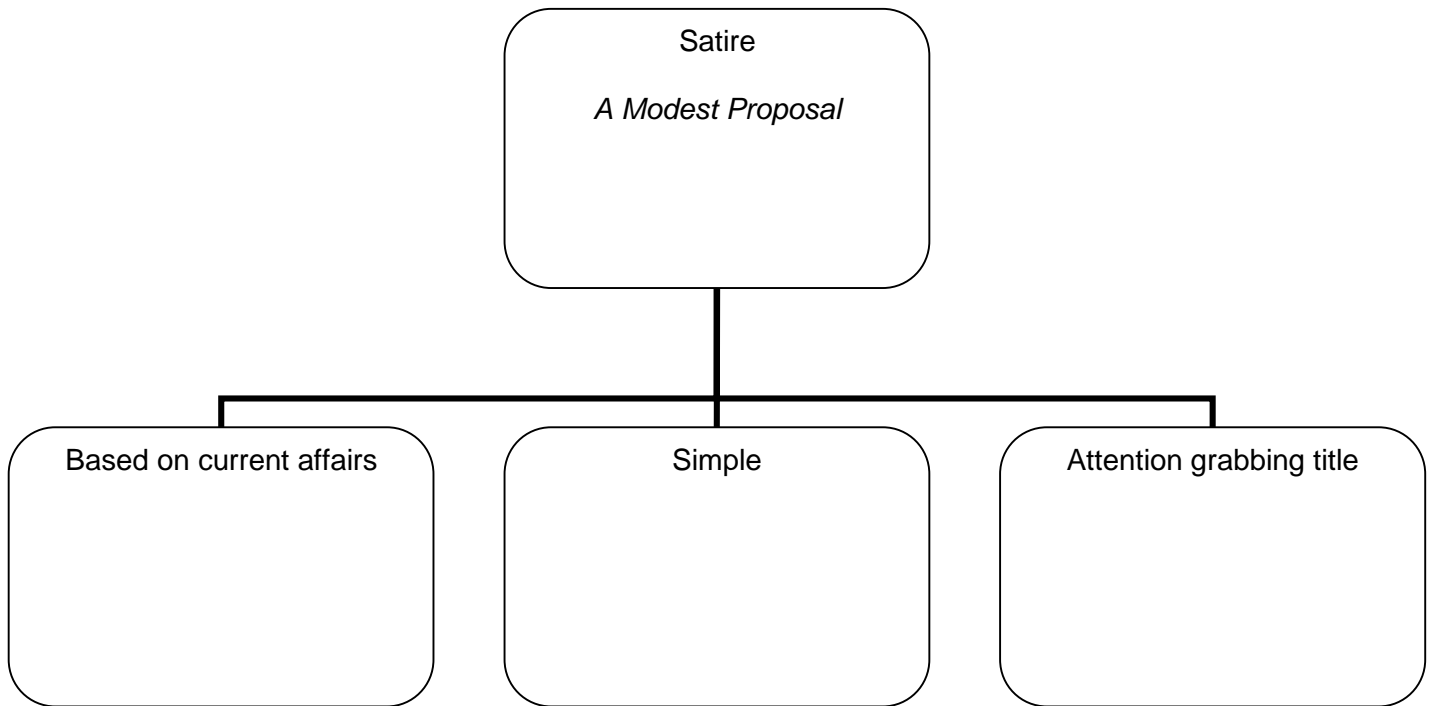 Satire
A Modest Proposal
Based on current affairs
Simple
Attention grabbing title